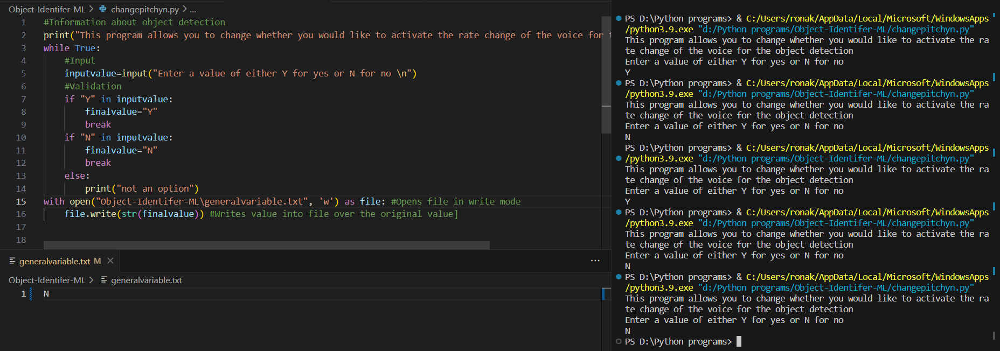 Object-Identifer-ML > changepitchyn.py > ...
1 #Information about object detection
2 print("This program allows you to change whether you would like to activate the rate change of the voice for
3 while True:
4 #Input
5 inputvalue=input("Enter a value of either Y for yes or N for no \n")
6 #Validation
7 if "Y" in inputvalue:
8 finalvalue="Y"
9 break
10 if "N" in inputvalue:
11 finalvalue="N"
12 break
13 else:
14 print("not an option")
15 with open("Object-Identifer-ML\generalvariable.txt", 'w') as file: #Opens file in write mode
16 file.write(str(finalvalue)) #Writes value into file over the original value]
17
18
generalvariable.txt M ×
...
Object-Identifer-ML > generalvariable.txt
1 N
PS D:\Python programs> & C:/Users/ronak/AppData/Local/Microsoft/WindowsApps
/python3.9.exe "d:/Python programs/Object-Identifer-ML/changepitchyn.py"
This program allows you to change whether you would like to activate the ra
te change of the voice for the object detection
Enter a value of either Y for yes or N for no
Y
PS D:\Python programs> & C:/Users/ronak/AppData/Local/Microsoft/WindowsApps
/python3.9.exe "d:/Python programs/Object-Identifer-ML/changepitchyn.py"
This program allows you to change whether you would like to activate the ra
te change of the voice for the object detection
Enter a value of either Y for yes or N for no
N
PS D:\Python programs> & C:/Users/ronak/AppData/Local/Microsoft/WindowsApps
/python3.9.exe "d:/Python programs/Object-Identifer-ML/changepitchyn.py"
This program allows you to change whether you would like to activate the ra
te change of the voice for the object detection
Enter a value of either Y for yes or N for no
Y
PS D:\Python programs> & C:/Users/ronak/AppData/Local/Microsoft/WindowsApps
/python3.9.exe "d:/Python programs/Object-Identifer-ML/changepitchyn.py"
This program allows you to change whether you would like to activate the ra
te change of the voice for the object detection
Enter a value of either Y for yes or N for no
N
PS D:\Python programs> & C:/Users/ronak/AppData/Local/Microsoft/WindowsApps
/python3.9.exe "d:/Python programs/Object-Identifer-ML/changepitchyn.py"
This program allows you to change whether you would like to activate the ra
te change of the voice for the object detection
Enter a value of either Y for yes or N for no
N
PS D:\Python programs>